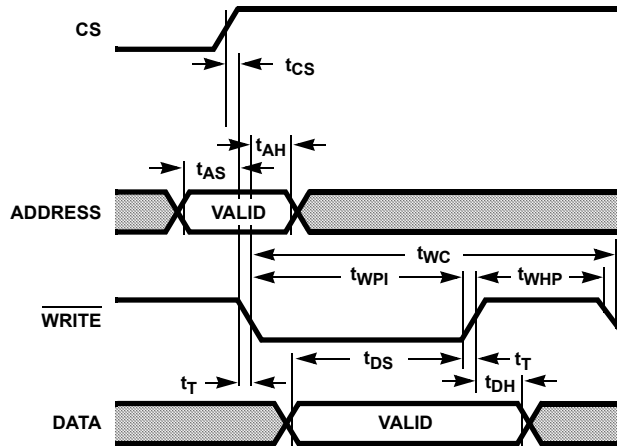 CS
tCS
tAH
tAS
ADDRESS
VALID
tWC
tWPI
tWHP
WRITE
tDS
tT
tT
tDH
DATA
VALID